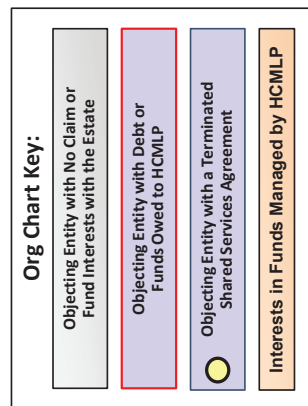 Org Chart Key:
Objecting Entity with No Claim or
Fund Interests with the Estate
Objecting Entity with Debt or
Funds Owed to HCMLP
Objecting Entity with a Terminated
Shared Services Agreement
Interests in Funds Managed by HCMLP